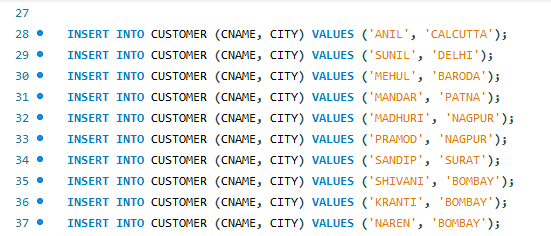 27
28 INSERT INTO CUSTOMER (CNAME, CITY) VALUES ('ANIL', 'CALCUTTA');
29 INSERT INTO CUSTOMER (CNAME, CITY) VALUES ('SUNIL', 'DELHI');
30 INSERT INTO CUSTOMER (CNAME, CITY) VALUES ('MEHUL', 'BARODA');
31 INSERT INTO CUSTOMER (CNAME, CITY) VALUES ('MANDAR', 'PATNA');
32 INSERT INTO CUSTOMER (CNAME, CITY) VALUES ('MADHURI', 'NAGPUR');
33 INSERT INTO CUSTOMER (CNAME, CITY) VALUES ('PRAMOD', 'NAGPUR');
34 INSERT INTO CUSTOMER (CNAME, CITY) VALUES ('SANDIP', 'SURAT');
35 INSERT INTO CUSTOMER (CNAME, CITY) VALUES ('SHIVANI', 'BOMBAY');
36 INSERT INTO CUSTOMER (CNAME, CITY) VALUES ('KRANTI', 'BOMBAY');
37 INSERT INTO CUSTOMER (CNAME, CITY) VALUES ('NAREN', 'BOMBAY');